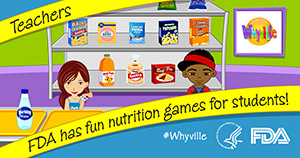 Teachers
Whyville
FDA has fun nutrition games for students!
#Whyville
FDA